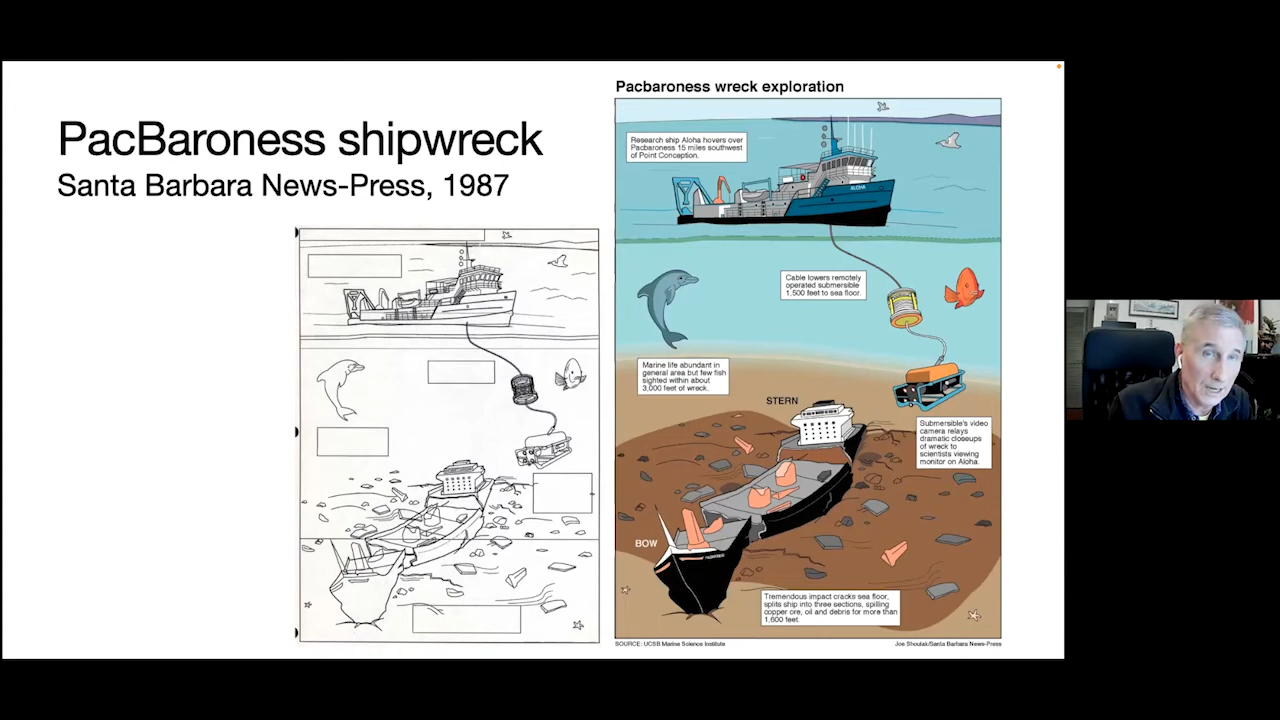 PacBaroness shipwreck
Santa Barbara News-Press, 1987
Pacbaroness wreck exploration
Research ship Aloha hovers over
Pacbaroness 15 miles southwest
of Point Conception.
ALOHA
Cable lowers remotely
operated submersible
1,500 feet to sea floor.
Marine life abundant in
general area but few fish
sighted within about
3,000 feet of wreck.
STERN
Submersible's video
camera relays
dramatic closeups
of wreck to
scientists viewing
monitor on Aloha.
BOW
Tremendous impact cracks sea floor,
splits ship into three sections, spilling
copper ore, oil and debris for more than
1,600 feet.
SOURCE: UCSB Marine Science Institute
Joe Shoulak/Santa Barbara News-Press